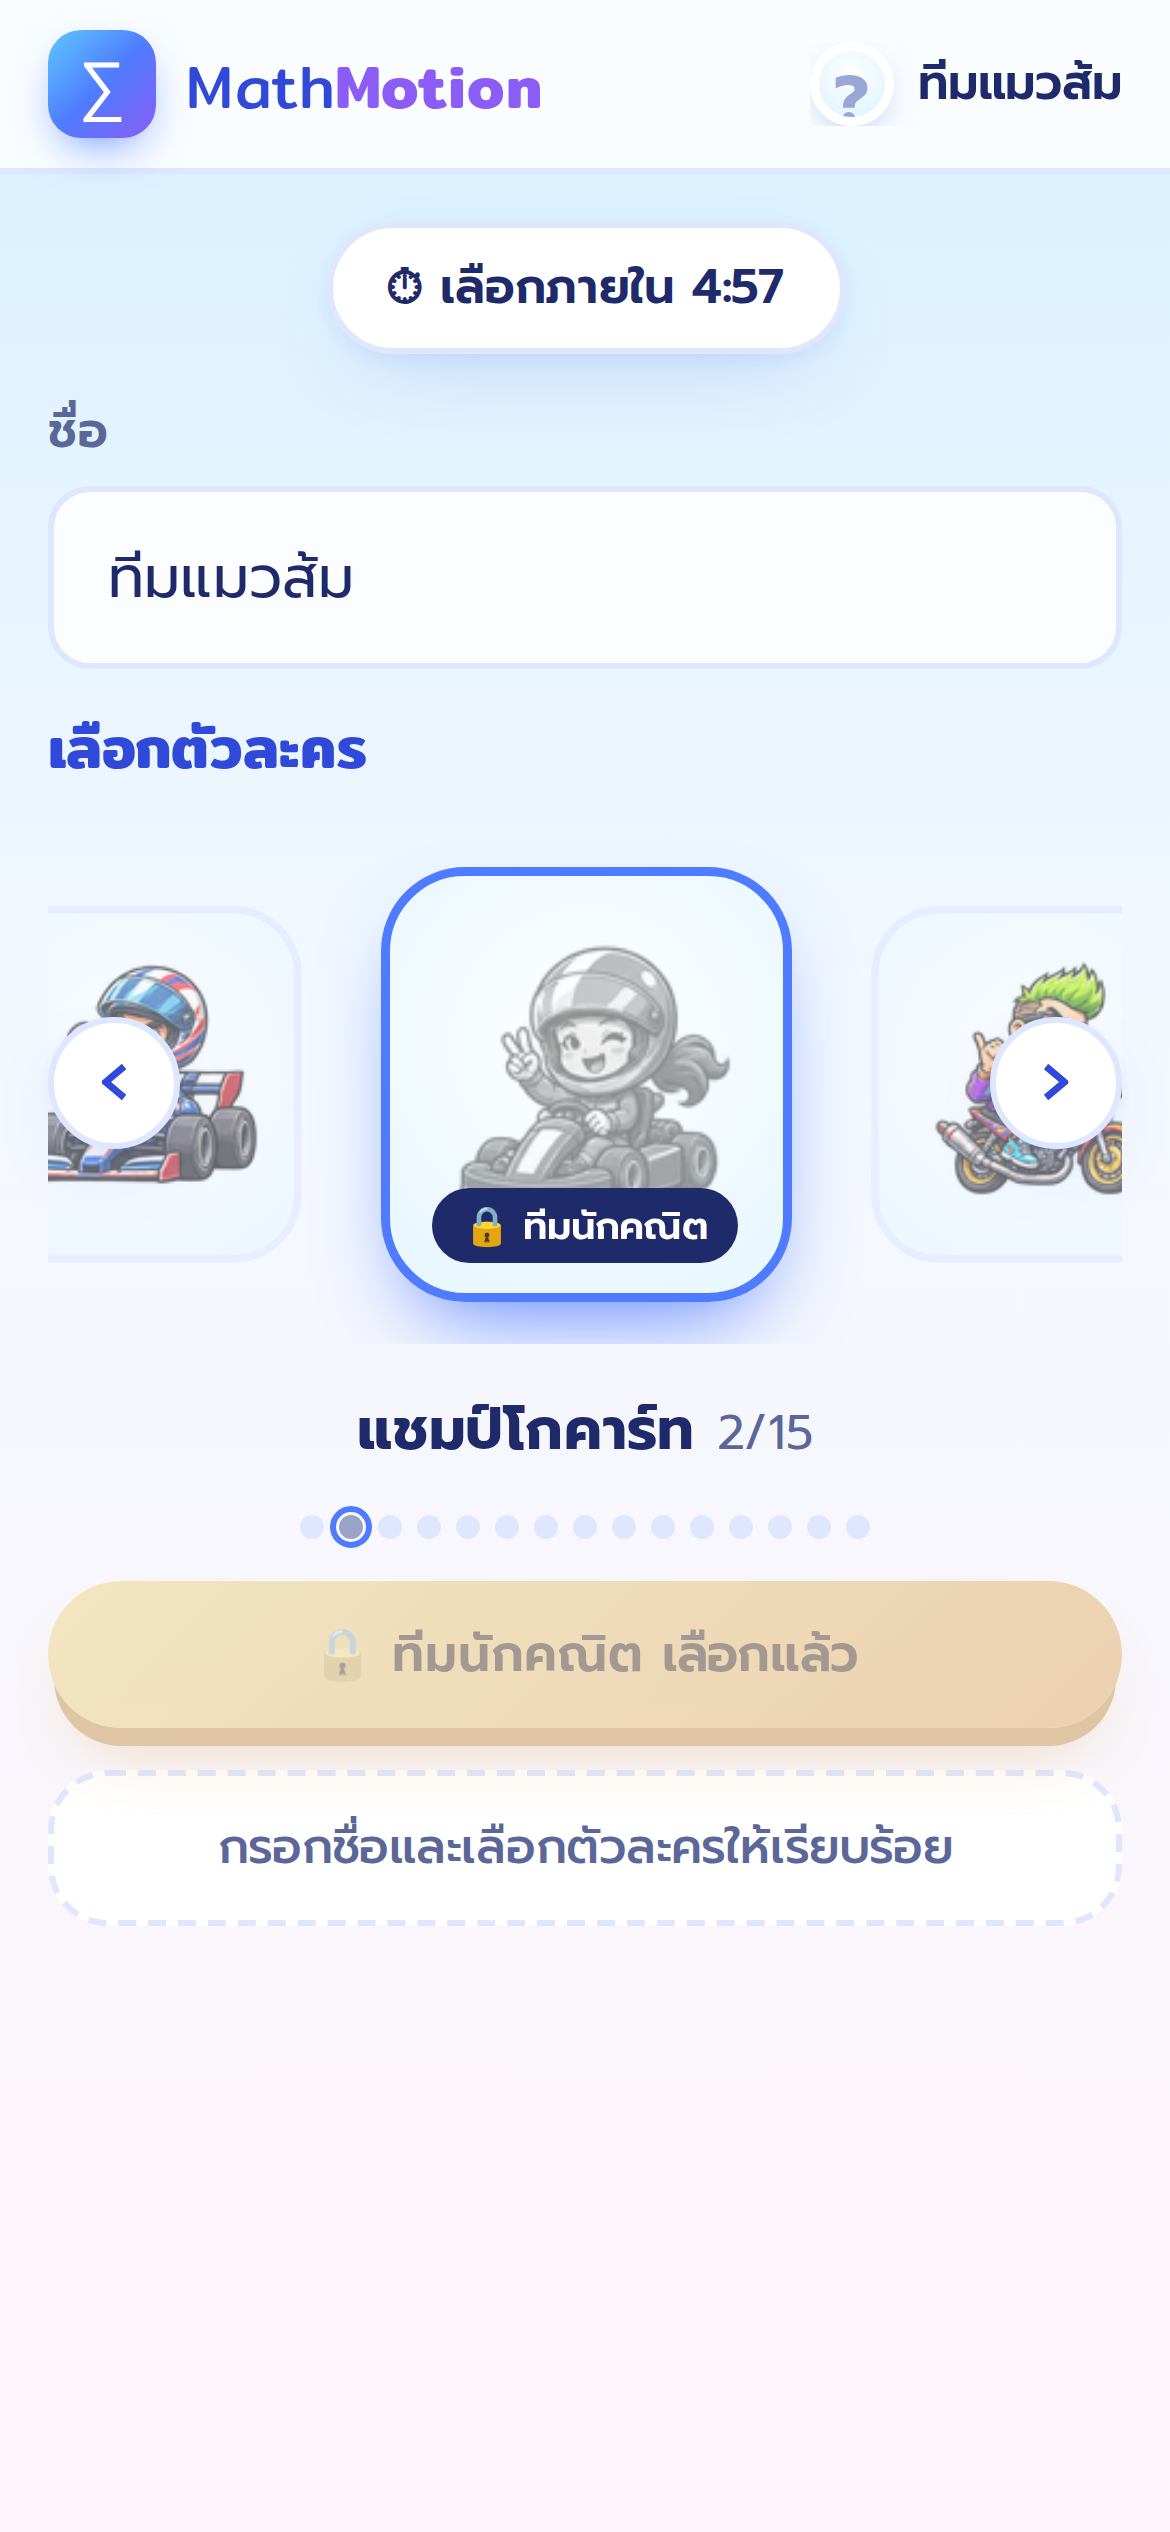 ∑ MathMotion
? ทีมแมวส้ม
⏱ เลือกภายใน 4:57
ชื่อ
ทีมแมวส้ม
เลือกตัวละคร
🔒 ทีมนักคณิต
แชมป์โกคาร์ท 2/15
🔒 ทีมนักคณิต เลือกแล้ว
กรอกชื่อและเลือกตัวละครให้เรียบร้อย